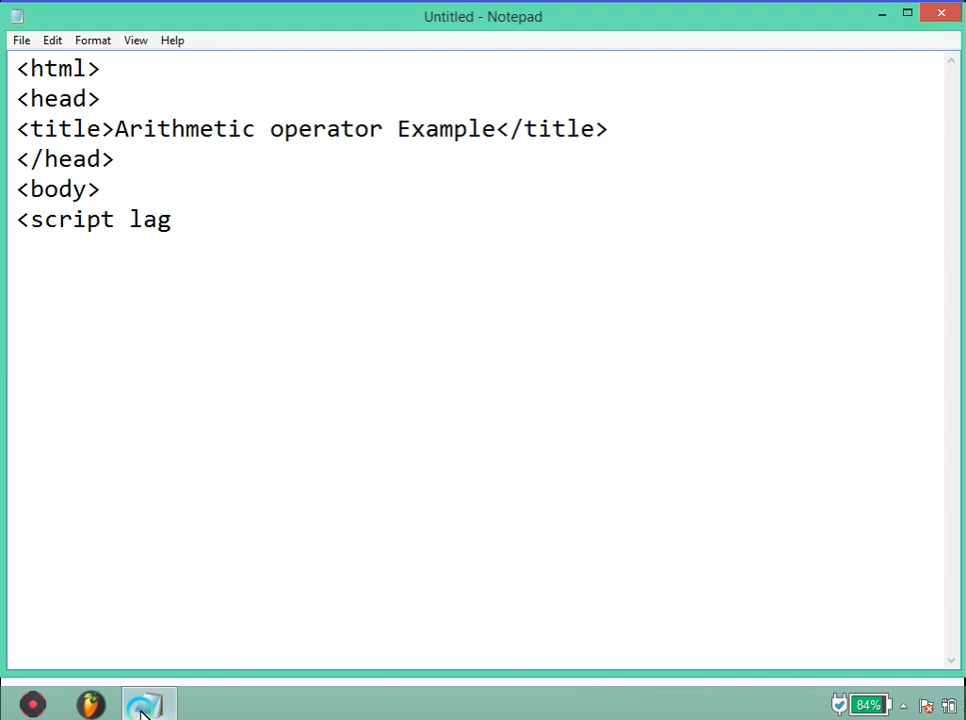 Untitled - Notepad
File Edit Format View Help
<html>
<head>
<title>Arithmetic operator Example</title>
</head>
<body>
<script lag
84%